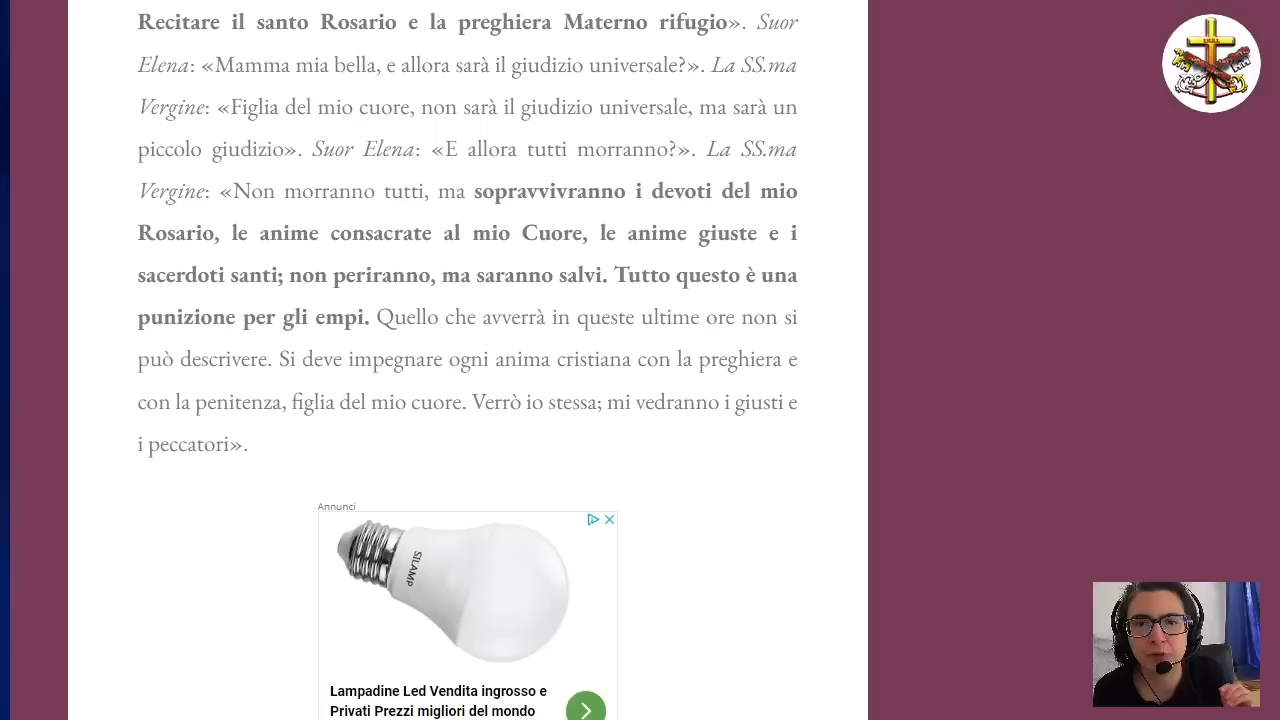 Recitare il santo Rosario e la preghiera Materno rifugio». Suor
Elena: «Mamma mia bella, e allora sarà il giudizio universale?». La SS.ma
Vergine: «Figlia del mio cuore, non sarà il giudizio universale, ma sarà un
piccolo giudizio». Suor Elena: «E allora tutti morranno?». La SS.ma
Vergine: «Non morranno tutti, ma sopravvivranno i devoti del mio
Rosario, le anime consacrate al mio Cuore, le anime giuste e i
sacerdoti santi; non periranno, ma saranno salvi. Tutto questo è una
punizione per gli empi. Quello che avverrà in queste ultime ore non si
può descrivere. Si deve impegnare ogni anima cristiana con la preghiera e
con la penitenza, figlia del mio cuore. Verrò io stessa; mi vedranno i giusti e
i peccatori».
Annunci
SILAMP
Lampadine Led Vendita ingrosso e
Privati Prezzi migliori del mondo